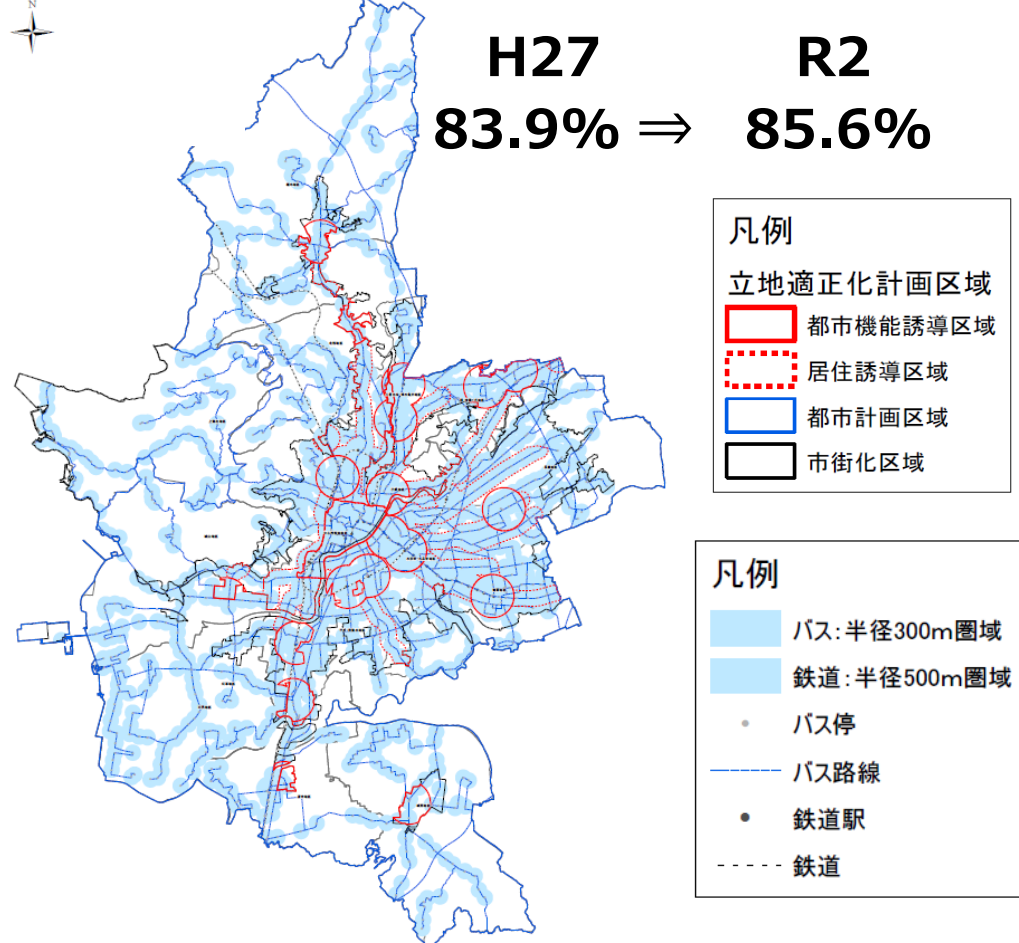 N
H27
R2
83.9% ⇒ 85.6%
凡例
立地適正化計画区域
都市機能誘導区域
居住誘導区域
都市計画区域
市街化区域
凡例
バス：半径300m圏域
鉄道：半径500m圏域
バス停
バス路線
鉄道駅
鉄道